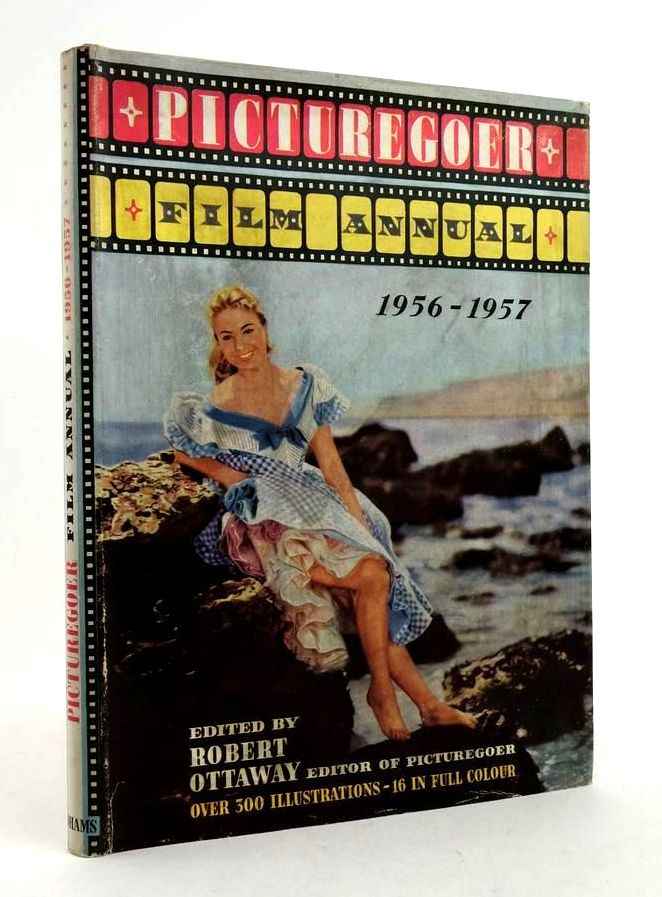 PICTUREGOER
FILM ANNUAL
1956-1957
EDITED BY
ROBERT
OTTAWAY EDITOR OF PICTUREGOER
OVER 300 ILLUSTRATIONS - 16 IN FULL COLOUR
PICTUREGOER FILM ANNUAL · 1956-1957